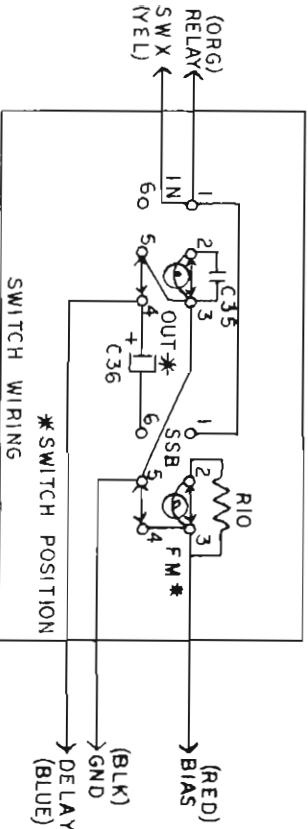 (ORG)
RELAY
SWX
(YEL)
1
IN
6
2
C35
3
5
4
OUT*
+
C36
1
SSB
6
2
R10
3
5
4
FM*
(RED)
BIAS
(BLK)
GND
DELAY
(BLUE)
*SWITCH POSITION
SWITCH WIRING